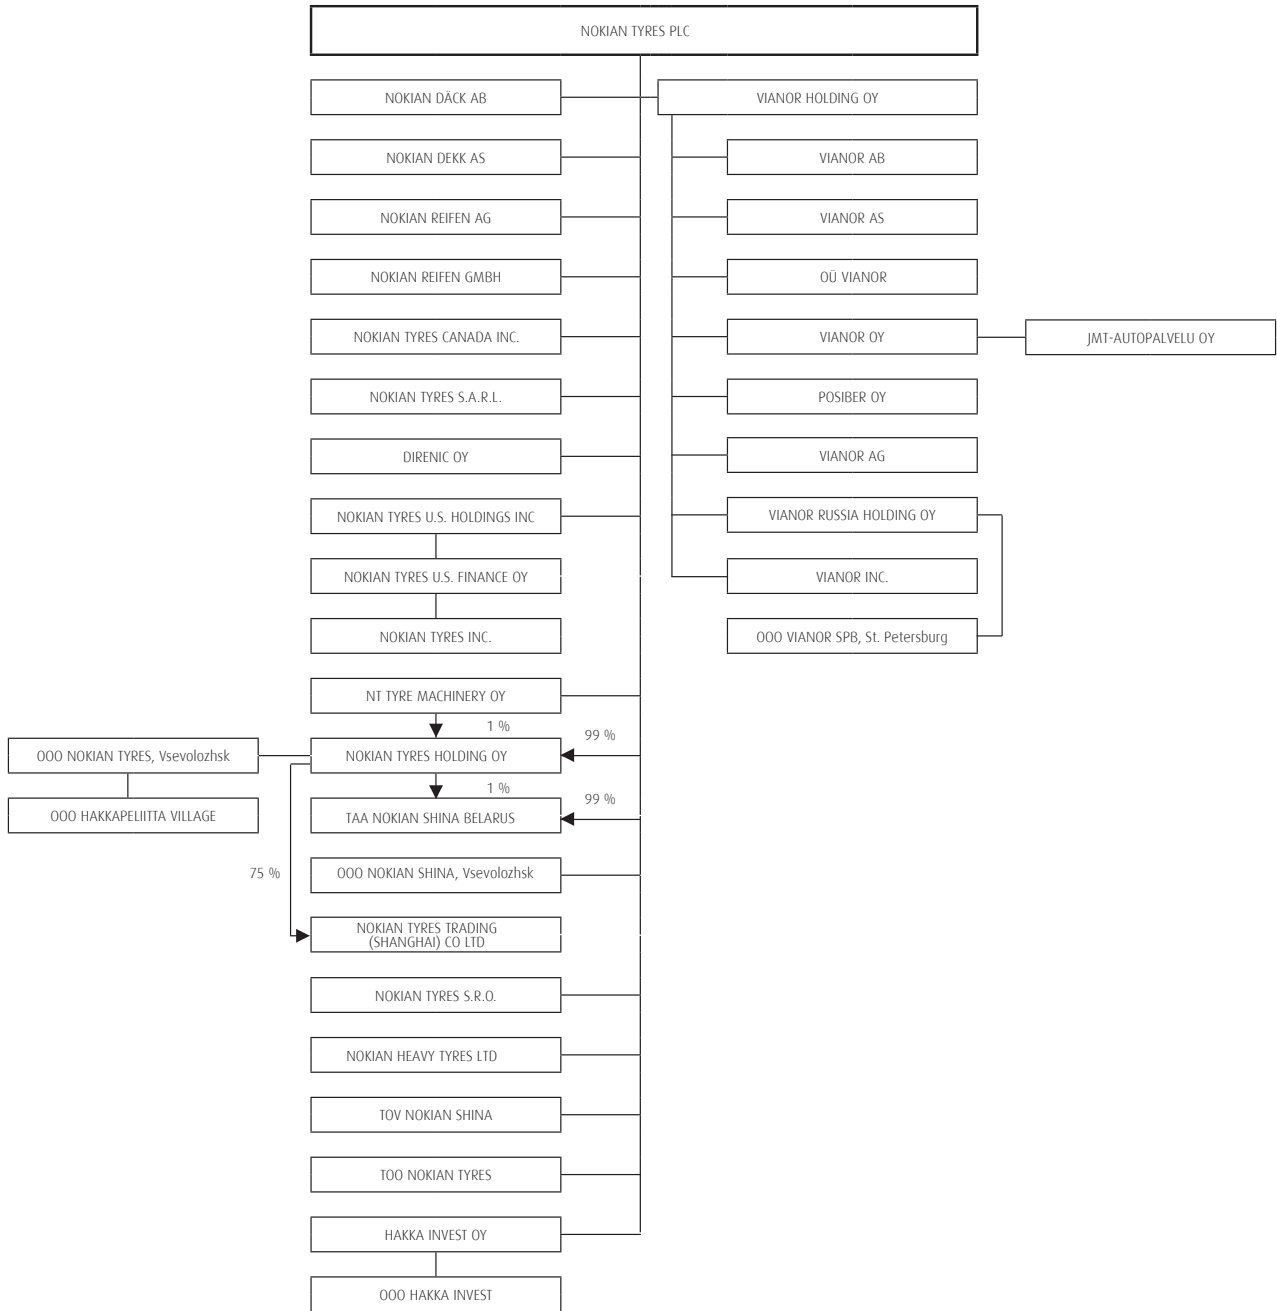 NOKIAN TYRES PLC
NOKIAN DÄCK AB
VIANOR HOLDING OY
NOKIAN DEKK AS
VIANOR AB
NOKIAN REIFEN AG
VIANOR AS
NOKIAN REIFEN GMBH
OÜ VIANOR
NOKIAN TYRES CANADA INC.
VIANOR OY
JMT-AUTOPALVELU OY
NOKIAN TYRES S.A.R.L.
POSIBER OY
DIRENIC OY
VIANOR AG
NOKIAN TYRES U.S. HOLDINGS INC
VIANOR RUSSIA HOLDING OY
NOKIAN TYRES U.S. FINANCE OY
VIANOR INC.
NOKIAN TYRES INC.
OOO VIANOR SPB, St. Petersburg
NT TYRE MACHINERY OY
1 %
99 %
OOO NOKIAN TYRES, Vsevolozhsk
NOKIAN TYRES HOLDING OY
1 %
99 %
OOO HAKKAPELIITTA VILLAGE
TAA NOKIAN SHINA BELARUS
75 %
OOO NOKIAN SHINA, Vsevolozhsk
NOKIAN TYRES TRADING
(SHANGHAI) CO LTD
NOKIAN TYRES S.R.O.
NOKIAN HEAVY TYRES LTD
TOV NOKIAN SHINA
TOO NOKIAN TYRES
HAKKA INVEST OY
OOO HAKKA INVEST